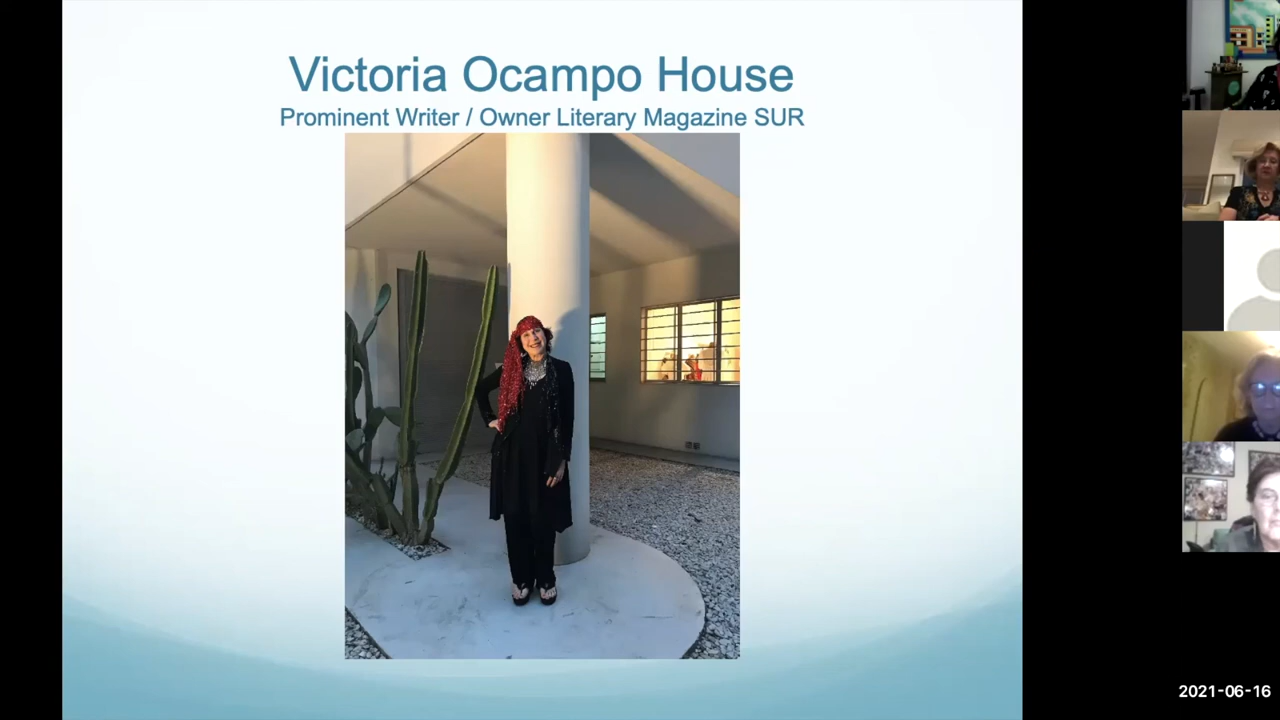 Victoria Ocampo House
Prominent Writer / Owner Literary Magazine SUR
2021-06-16